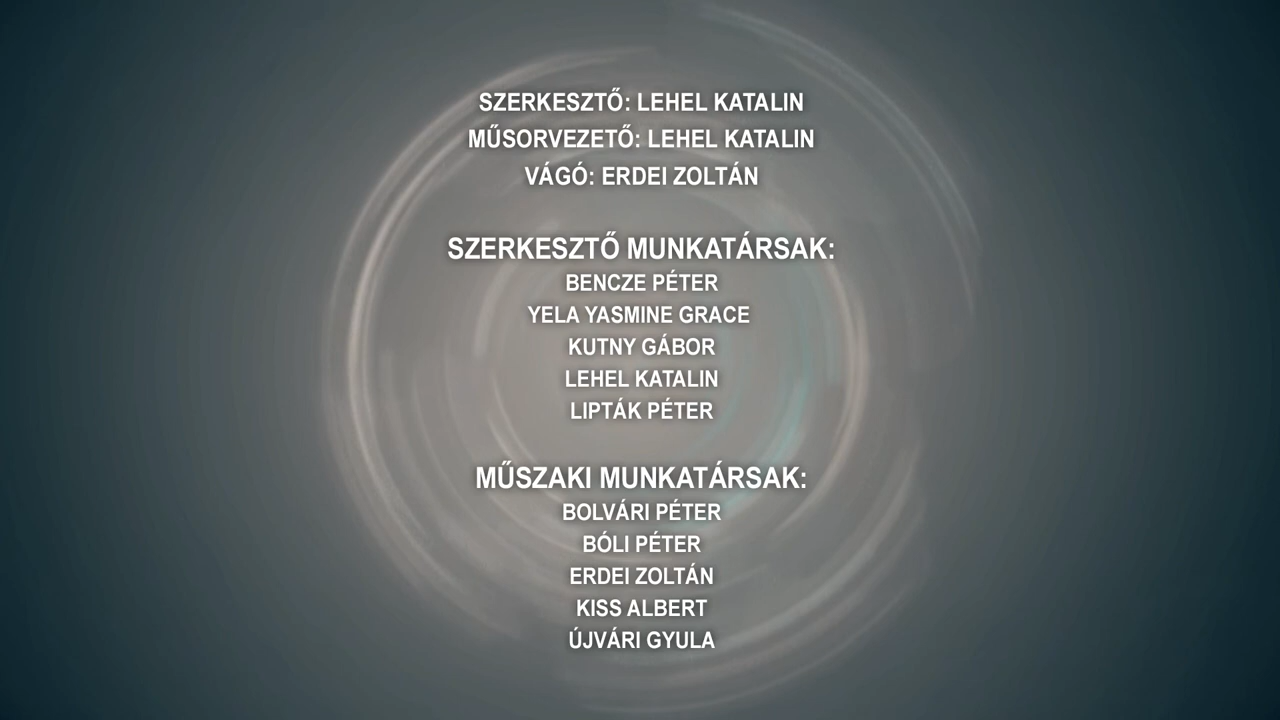 SZERKESZTŐ: LEHEL KATALIN
MŰSORVEZETŐ: LEHEL KATALIN
VÁGÓ: ERDEI ZOLTÁN
SZERKESZTŐ MUNKATÁRSAK:
BENCZE PÉTER
YELA YASMINE GRACE
KUTNY GÁBOR
LEHEL KATALIN
LIPTÁK PÉTER
MŰSZAKI MUNKATÁRSAK:
BOLVÁRI PÉTER
BÓLI PÉTER
ERDEI ZOLTÁN
KISS ALBERT
ÚJVÁRI GYULA